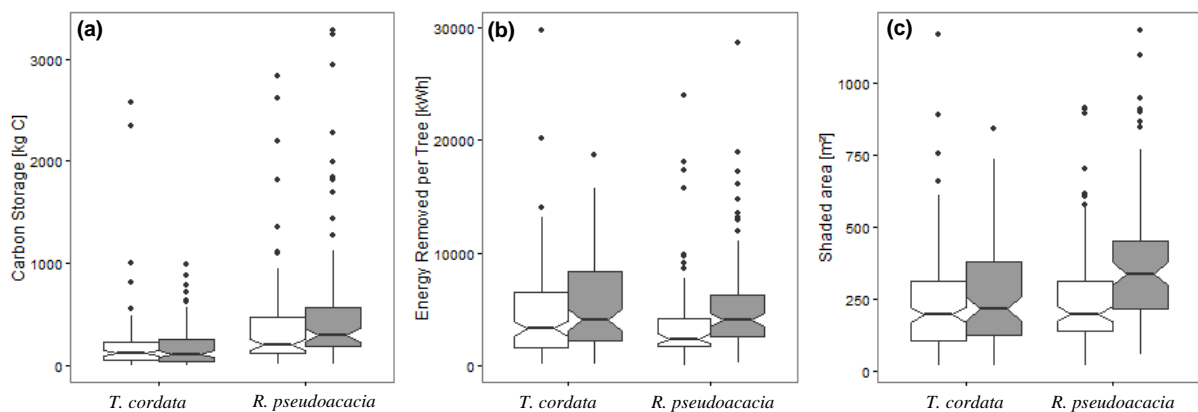 (a)
Carbon Storage [kg C]
3000
2000
1000
0
T. cordata
R. pseudoacacia
(b)
Energy Removed per Tree [kWh]
30000
20000
10000
0
T. cordata
R. pseudoacacia
(c)
Shaded area [m²]
1000
750
500
250
0
T. cordata
R. pseudoacacia